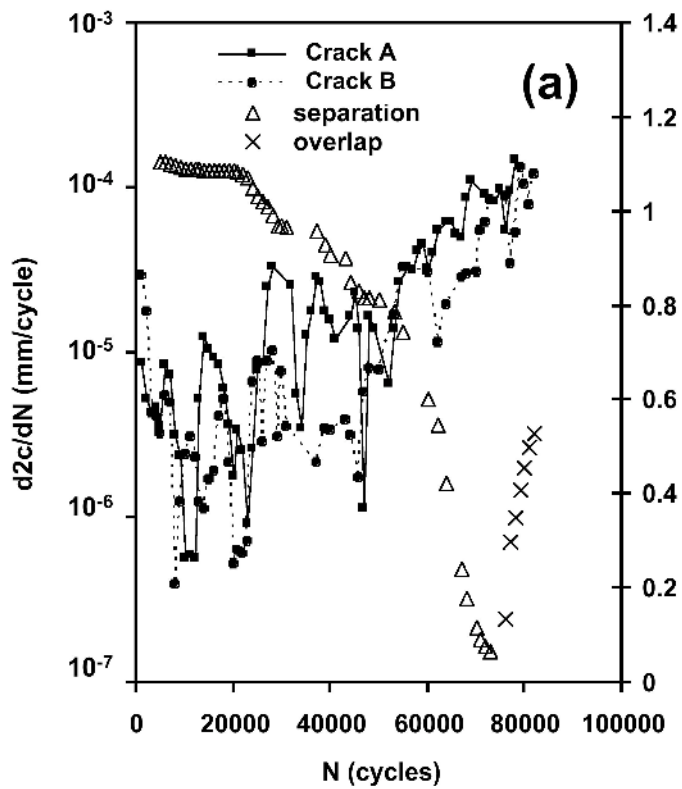 10^-3
1.4
Crack A
Crack B
(a)
separation
overlap
1.2
10^-4
1
0.8
10^-5
0.6
0.4
10^-6
0.2
10^-7
0
0 20000 40000 60000 80000 100000
N (cycles)
d2c/dN (mm/cycle)